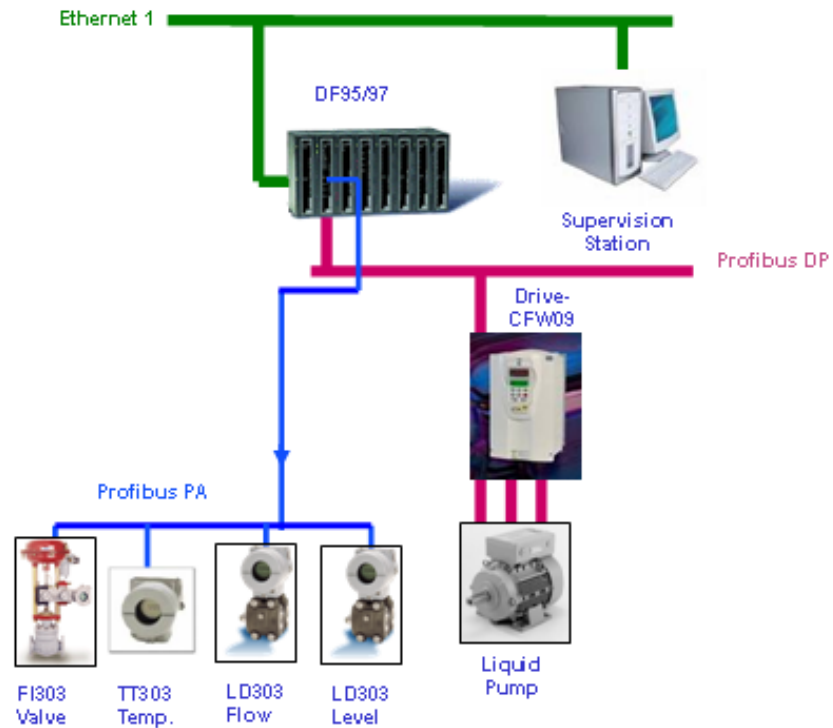 Ethernet 1
DF95/97
Supervision
Station
Profibus DP
Drive-
CFW09
Profibus PA
FI303
Valve
TT303
Temp.
LD303
Flow
LD303
Level
Liquid
Pump